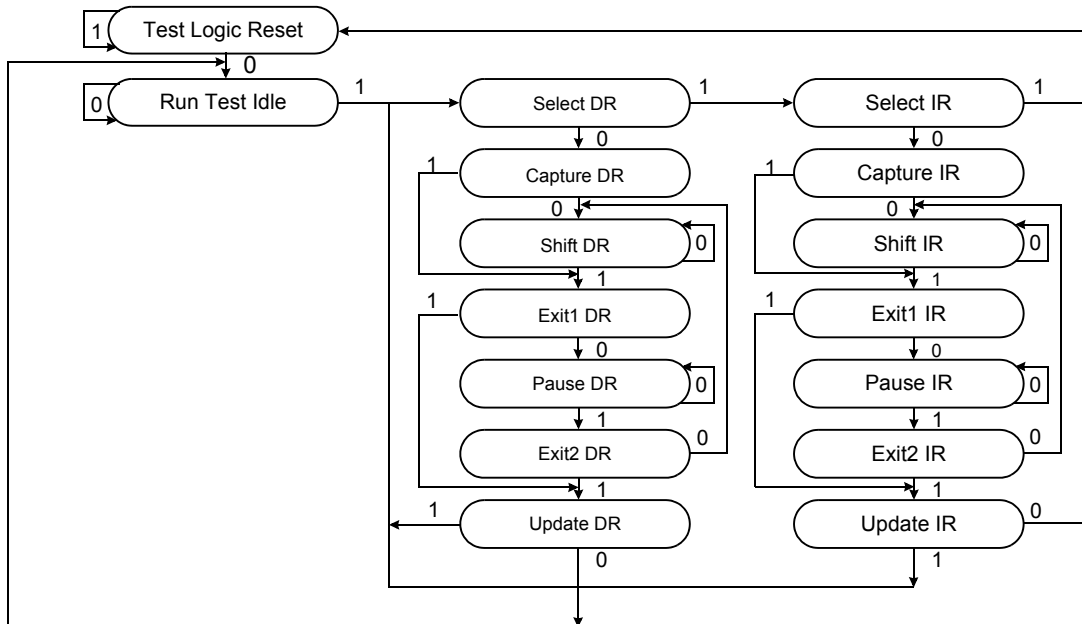 Test Logic Reset
1
0
Run Test Idle
0
1
Select DR
1
Select IR
1
0
0
1
Capture DR
1
Capture IR
0
0
Shift DR
0
Shift IR
0
1
1
1
Exit1 DR
1
Exit1 IR
0
0
Pause DR
0
Pause IR
0
1
1
Exit2 DR
0
Exit2 IR
0
1
1
1
Update DR
Update IR
0
0
1